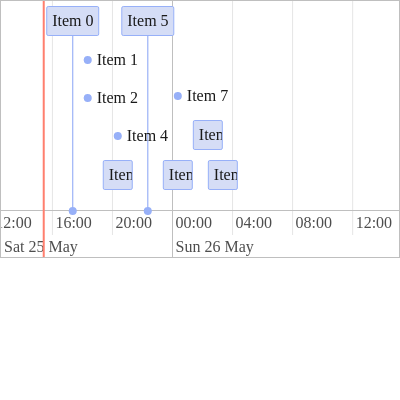 Item 0 Item 5
Item 1
Item 2 Item 7
Item 4 Iten
Iten Iten Iten
2:00 16:00 20:00 00:00 04:00 08:00 12:00
Sat 25 May Sun 26 May